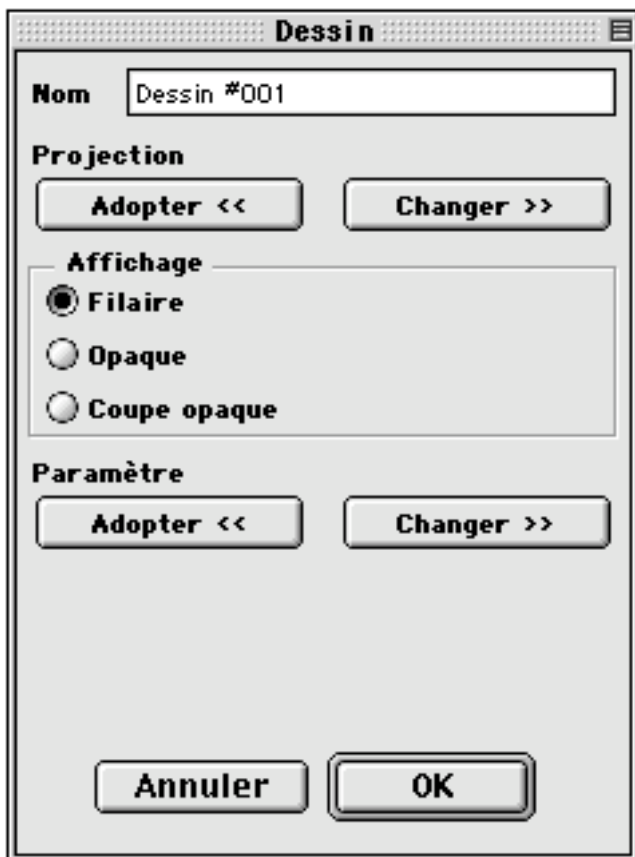 Dessin
Nom Dessin #001
Projection
Adopter << Changer >>
Affichage
Filaire
Opaque
Coupe opaque
Paramètre
Adopter << Changer >>
Annuler OK